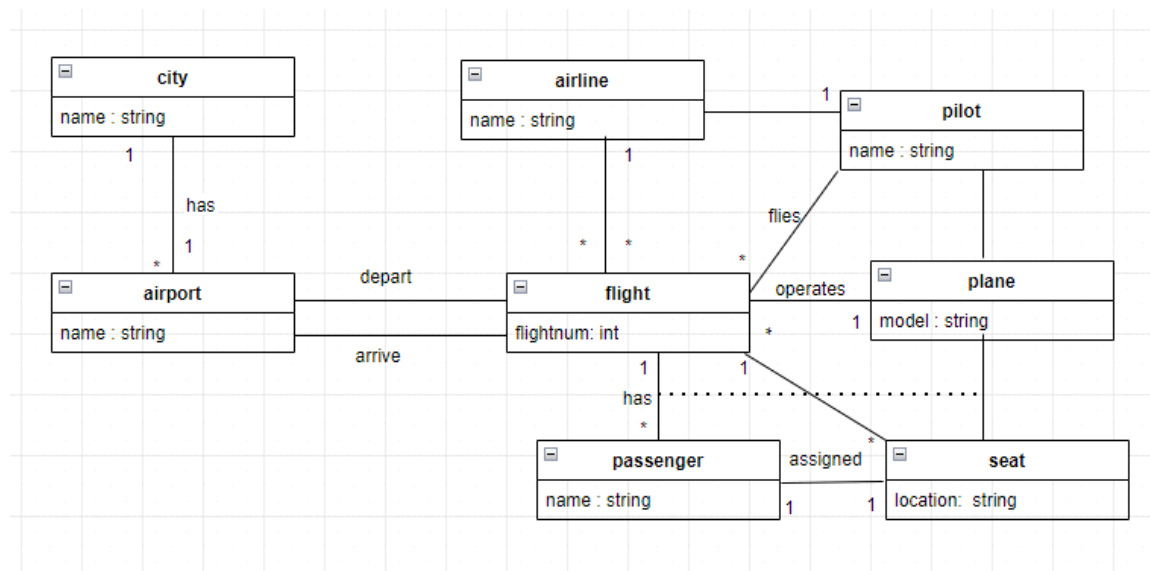 city
name : string
airline
name : string
1
pilot
name : string
1
1
has
flies
1
*
*
*
*
depart
airport
name : string
arrive
flight
flightnum: int
operates
*
1
plane
model : string
1
1
has
*
*
passenger
name : string
assigned
1
1
seat
location: string